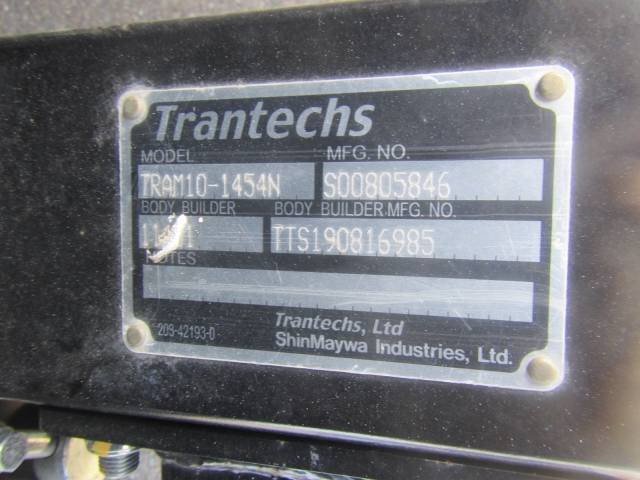 Trantechs
MODEL MFG. NO.
TRAM10-1454N S00805846
BODY BUILDER BODY BUILDER MFG. NO.
TTS190816985
NOTES
203-42193-0
Trantechs, Ltd
ShinMaywa Industries, Ltd.